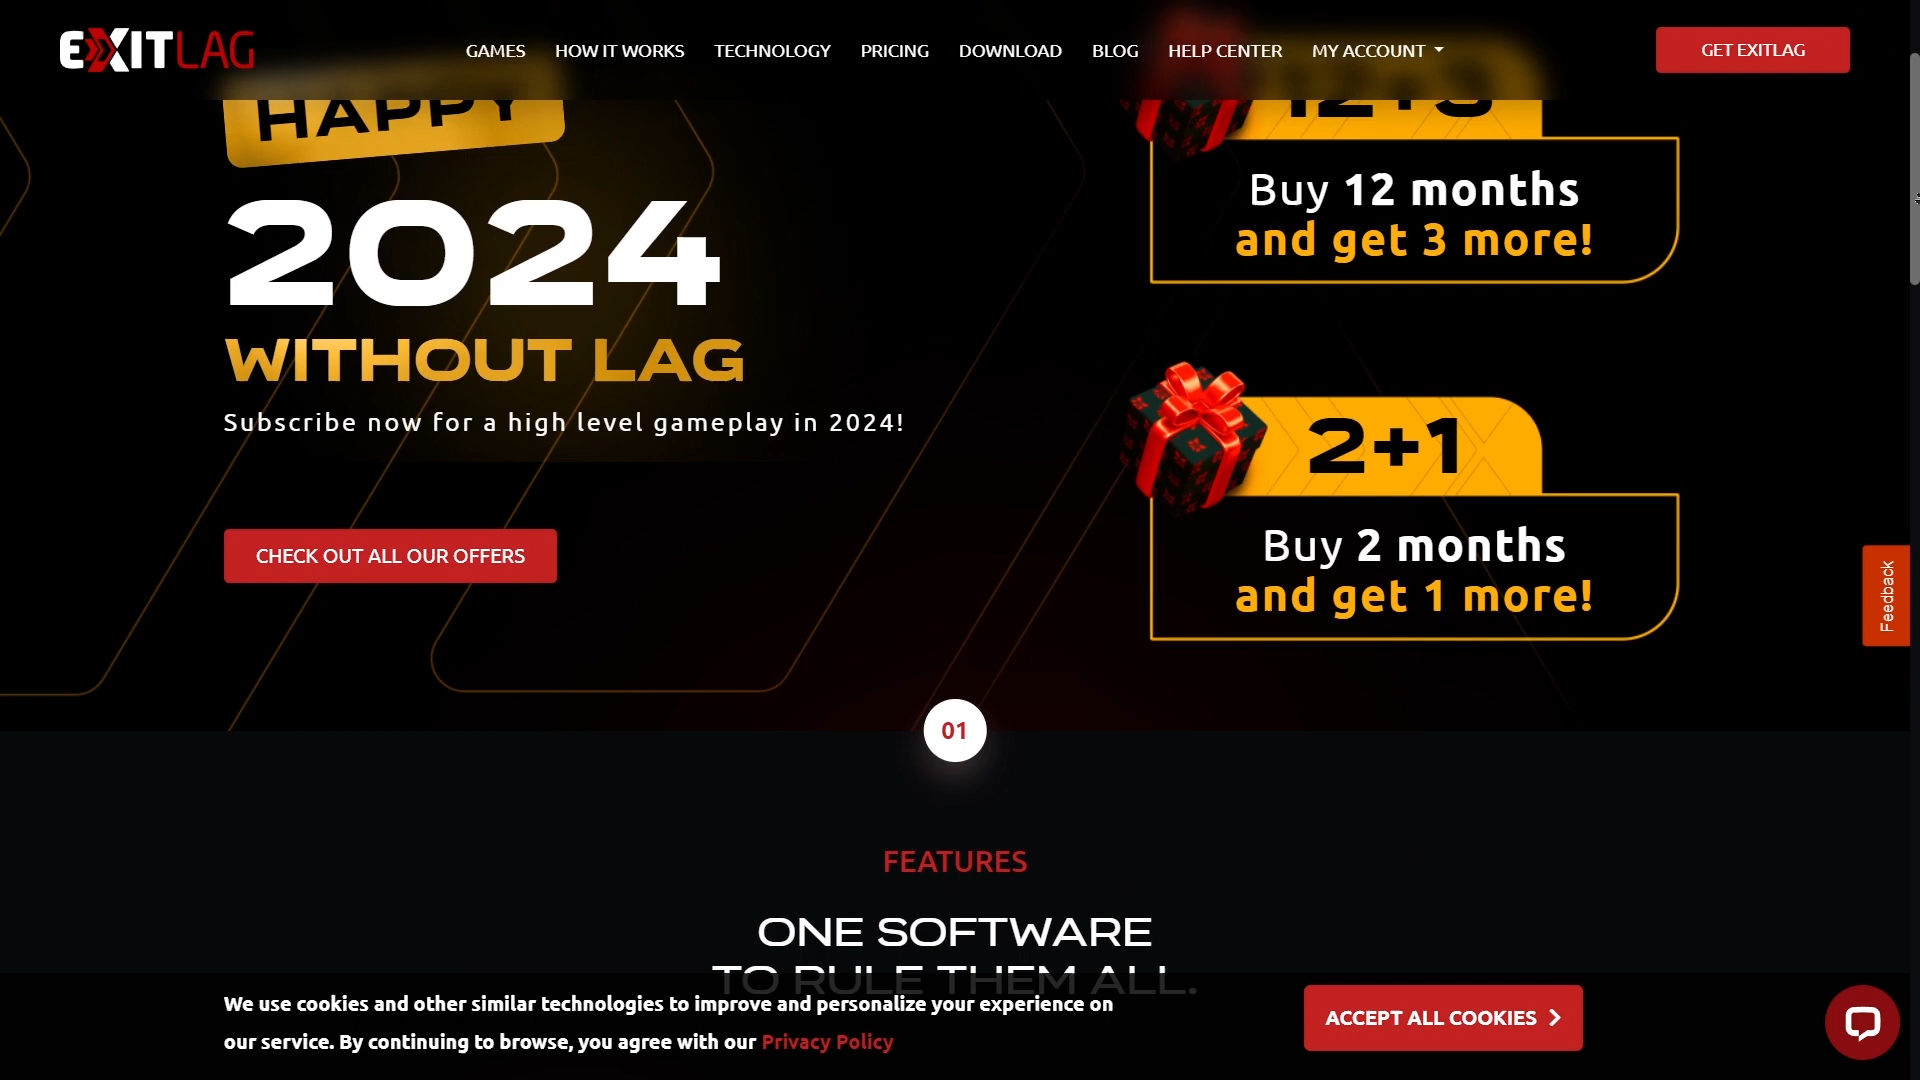 EXITLAG
GAMES
HOW IT WORKS
TECHNOLOGY
PRICING
DOWNLOAD
BLOG
HELP CENTER
MY ACCOUNT
GET EXITLAG
HAPPY
2024
WITHOUT LAG
Subscribe now for a high level gameplay in 2024!
CHECK OUT ALL OUR OFFERS
12+3
Buy 12 months
and get 3 more!
2+1
Buy 2 months
and get 1 more!
Feedback
01
FEATURES
ONE SOFTWARE
TO RULE THEM ALL.
We use cookies and other similar technologies to improve and personalize your experience on
our service. By continuing to browse, you agree with our Privacy Policy
ACCEPT ALL COOKIES